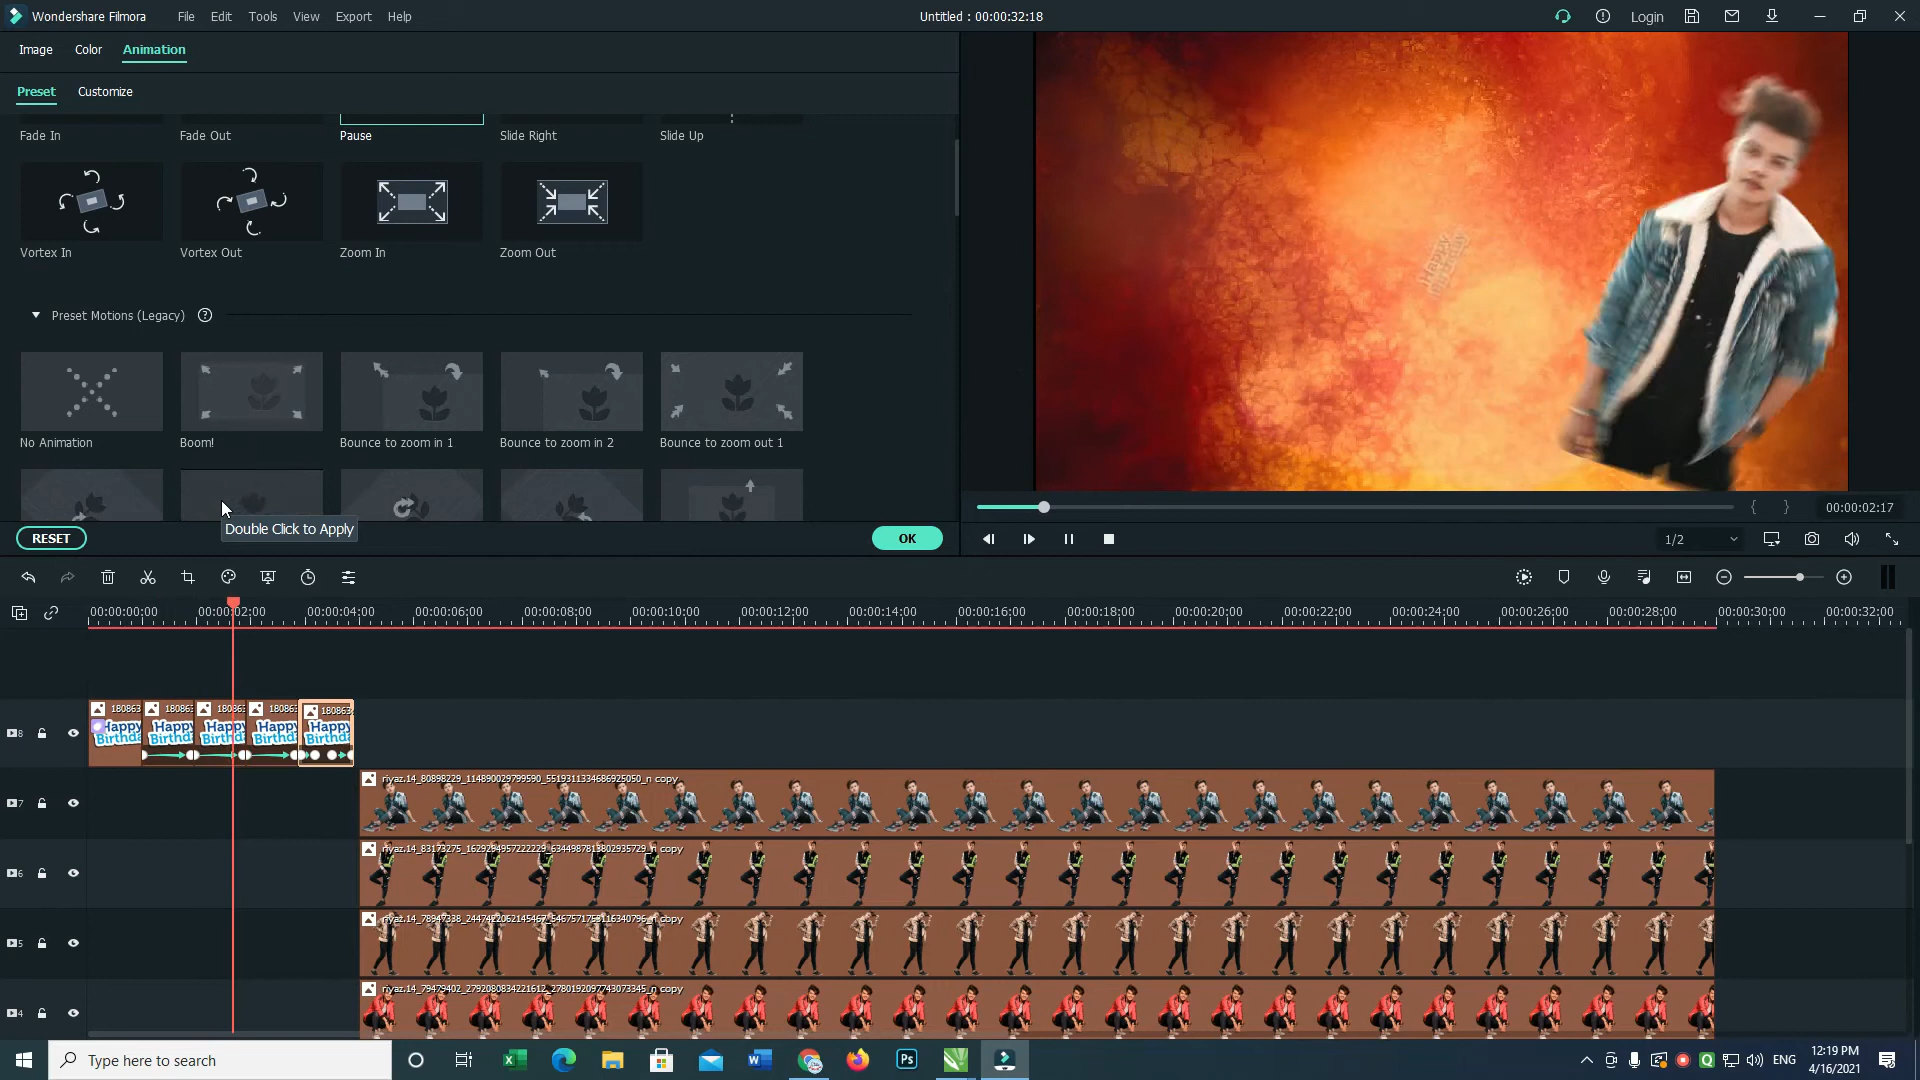 Wondershare Filmora
File
Edit
Tools
View
Export
Help
Untitled : 00:00:32:18
Login
Image
Color
Animation
Preset
Customize
Fade In
Fade Out
Pause
Slide Right
Slide Up
Vortex In
Vortex Out
Zoom In
Zoom Out
Preset Motions (Legacy)
No Animation
Boom!
Bounce to zoom in 1
Bounce to zoom in 2
Bounce to zoom out 1
Double Click to Apply
RESET
OK
Happy
Birthday
00:00:02:17
1/2
00:00:00:00
00:00:02:00
00:00:04:00
00:00:06:00
00:00:08:00
00:00:10:00
00:00:12:00
00:00:14:00
00:00:16:00
00:00:18:00
00:00:20:00
00:00:22:00
00:00:24:00
00:00:26:00
00:00:28:00
00:00:30:00
00:00:32:00
8
180863
180863
180863
180863
180863
Happy
Birthd
Happy
Birthda
Happy
Birthda
Happy
Birthda
Happy
Birthda
7
riyaz.14_80898229_114890029799590_5519311334686925050_n copy
6
riyaz.14_83173275_1629294957222229_6344987813802935729_n copy
5
riyaz.14_78947338_2447422062145467_5467571753116340796_n copy
4
riyaz.14_79479402_2792080834221612_2780192097743073345_n copy
Type here to search
Ps
ENG
12:19 PM
4/16/2021